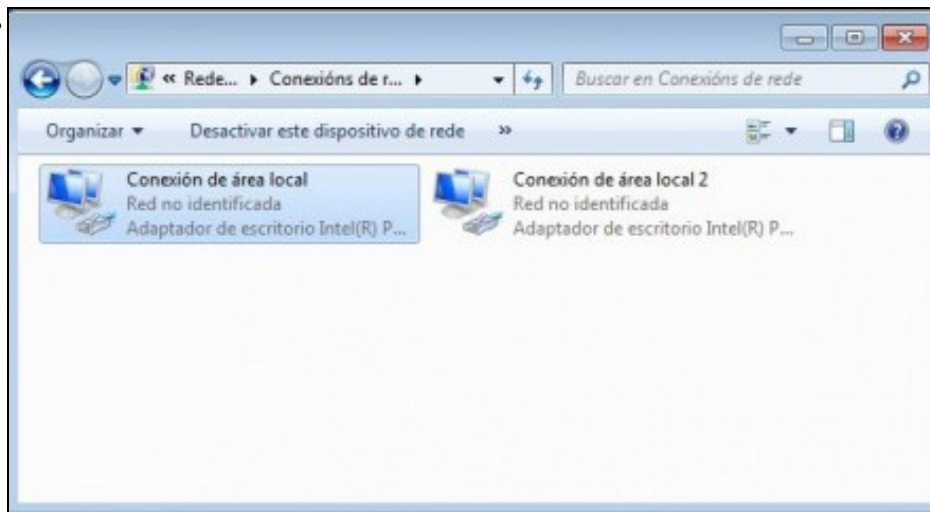 « Rede... ▸ Conexións de r... ▸
Buscar en Conexións de rede
Organizar ▾ Desactivar este dispositivo de rede »
Conexión de área local
Red no identificada
Adaptador de escritorio Intel(R) P...
Conexión de área local 2
Red no identificada
Adaptador de escritorio Intel(R) P...